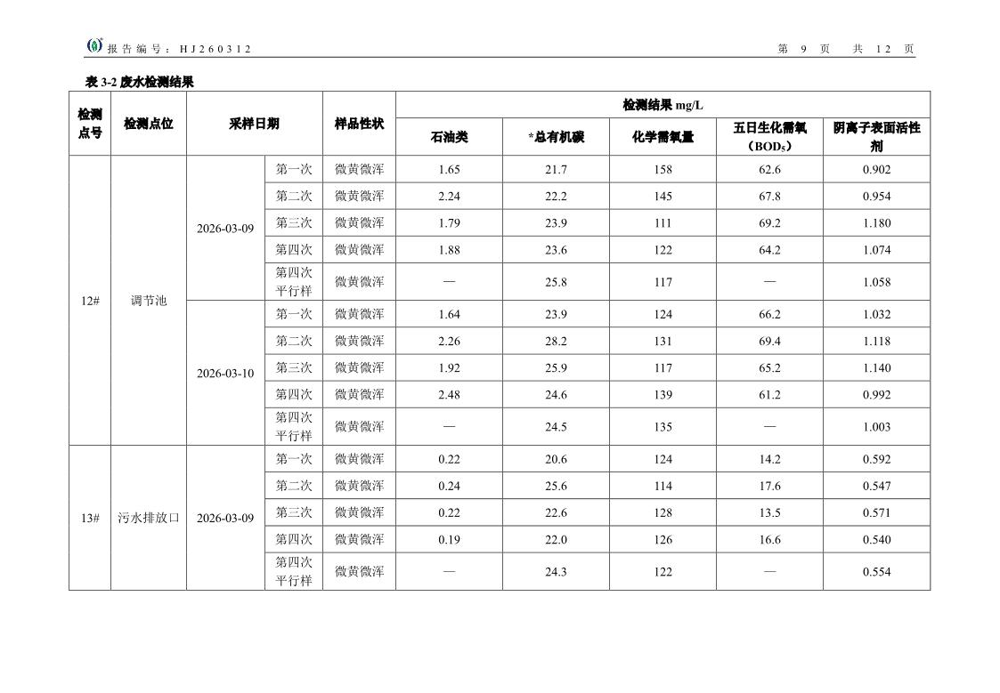 报告编号：HJ260312 第 9 页 共 12 页
表 3-2 废水检测结果
检测点号 检测点位 采样日期 样品性状 检测结果 mg/L
石油类 *总有机碳 化学需氧量 五日生化需氧（BOD₅） 阴离子表面活性剂
12# 调节池 2026-03-09 第一次 微黄微浑 1.65 21.7 158 62.6 0.902
第二次 微黄微浑 2.24 22.2 145 67.8 0.954
第三次 微黄微浑 1.79 23.9 111 69.2 1.180
第四次 微黄微浑 1.88 23.6 122 64.2 1.074
第四次平行样 微黄微浑 — 25.8 117 — 1.058
2026-03-10 第一次 微黄微浑 1.64 23.9 124 66.2 1.032
第二次 微黄微浑 2.26 28.2 131 69.4 1.118
第三次 微黄微浑 1.92 25.9 117 65.2 1.140
第四次 微黄微浑 2.48 24.6 139 61.2 0.992
第四次平行样 微黄微浑 — 24.5 135 — 1.003
13# 污水排放口 2026-03-09 第一次 微黄微浑 0.22 20.6 124 14.2 0.592
第二次 微黄微浑 0.24 25.6 114 17.6 0.547
第三次 微黄微浑 0.22 22.6 128 13.5 0.571
第四次 微黄微浑 0.19 22.0 126 16.6 0.540
第四次平行样 微黄微浑 — 24.3 122 — 0.554